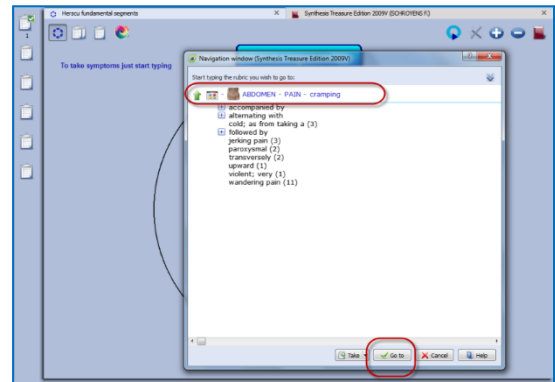 Herscu fundamental segments
Synthesis Treasure Edition 2009V (SCHROYENS F.)
1
To take symptoms just start typing
Navigation window (Synthesis Treasure Edition 2009V)
Start typing the rubric you wish to go to:
ABDOMEN - PAIN - cramping
accompanied by
alternating with
cold; as from taking a (3)
followed by
jerking pain (3)
paroxysmal (2)
transversely (2)
upward (1)
violent; very (1)
wandering pain (11)
Take
Go to
Cancel
Help